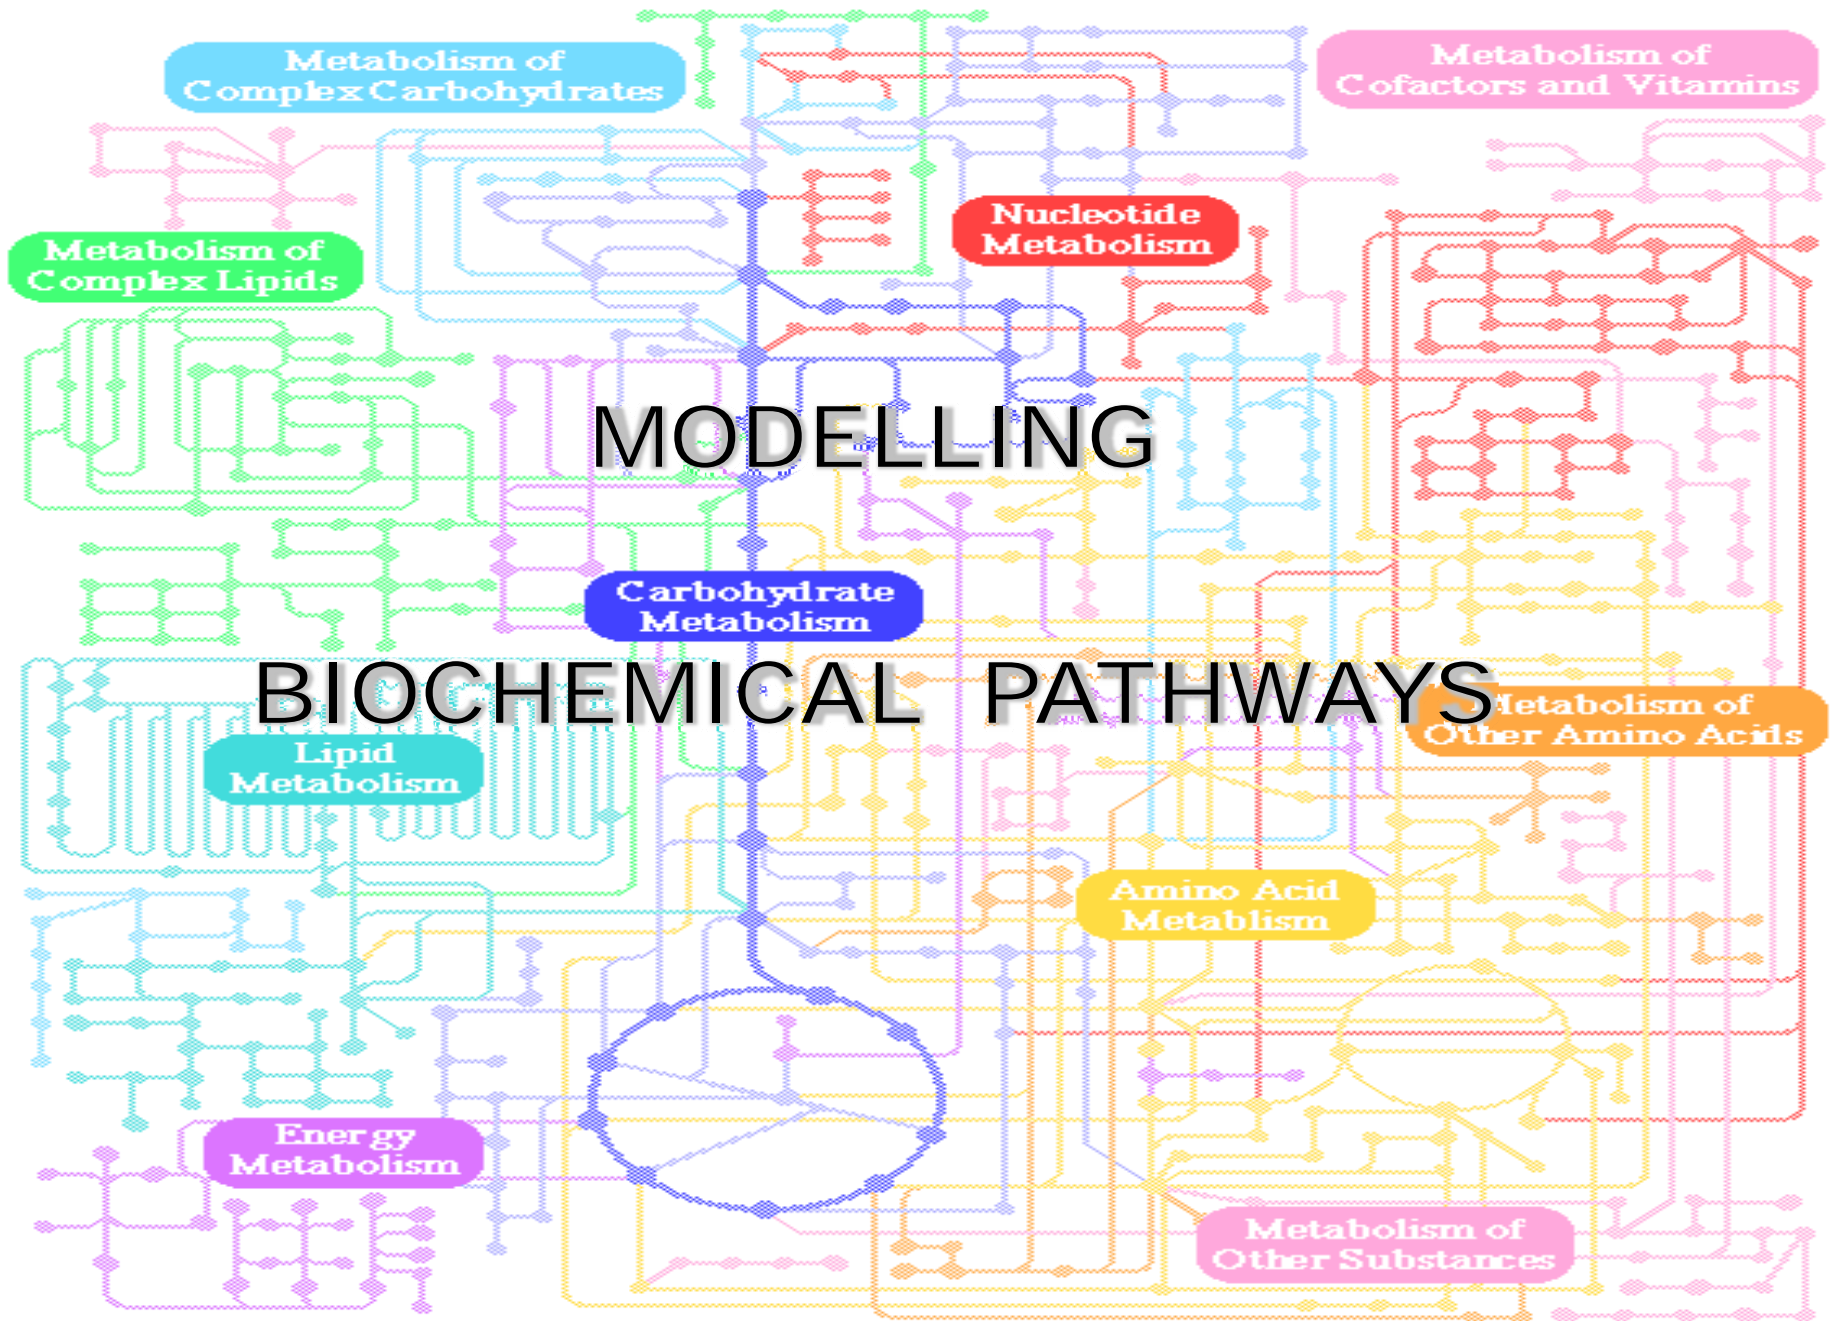 Metabolism of
Complex Carbohydrates
Metabolism of
Cofactors and Vitamins
Nucleotide
Metabolism
Metabolism of
Complex Lipids
MODELLING
Carbohydrate
Metabolism
BIOCHEMICAL PATHWAYS
Metabolism of
Other Amino Acids
Lipid
Metabolism
Amino Acid
Metablism
Energy
Metabolism
Metabolism of
Other Substances